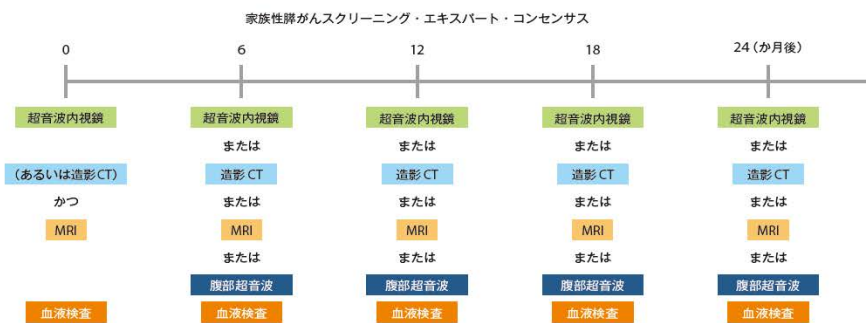 家族性膵がんスクリーニング・エキスパート・コンセンサス
0 6 12 18 24（か月後）
超音波内視鏡 超音波内視鏡 超音波内視鏡 超音波内視鏡 超音波内視鏡
または または または または
（あるいは造影CT） 造影CT 造影CT 造影CT 造影CT
かつ または または または または
MRI MRI MRI MRI MRI
または または または または
腹部超音波 腹部超音波 腹部超音波 腹部超音波
血液検査 血液検査 血液検査 血液検査 血液検査